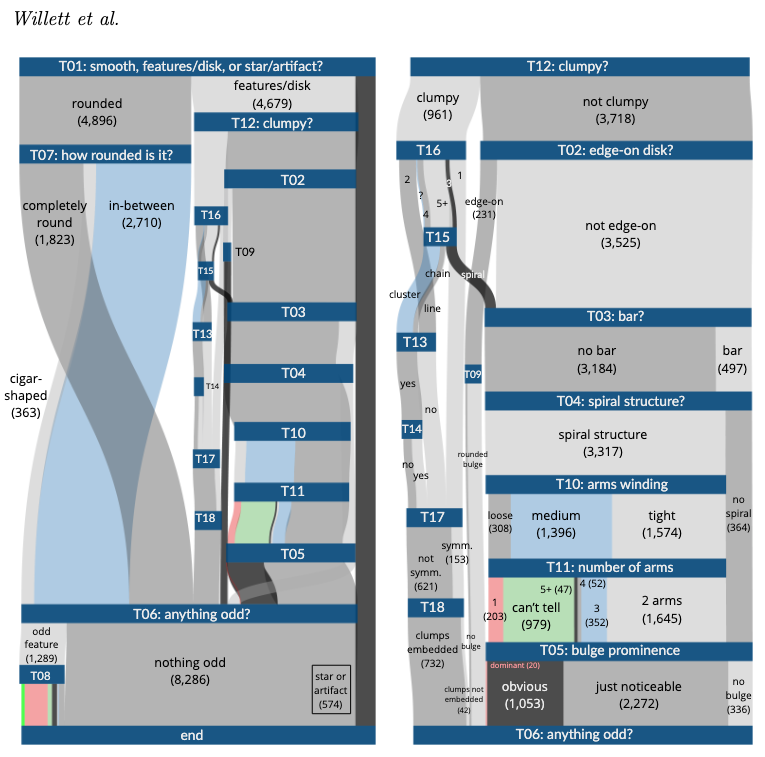 Willett et al.
T01: smooth, features/disk, or star/artifact?
rounded
(4,896)
features/disk
(4,679)
T12: clumpy?
T07: how rounded is it?
T02
completely
round
(1,823)
in-between
(2,710)
T16
T09
T15
T03
T13
T04
cigar-
shaped
(363)
T14
T10
T17
T11
T18
T05
T06: anything odd?
odd
feature
(1,289)
T08
nothing odd
(8,286)
star or
artifact
(574)
end
T12: clumpy?
clumpy
(961)
not clumpy
(3,718)
T16
T02: edge-on disk?
2
?
4
5+
3
1
edge-on
(231)
not edge-on
(3,525)
T15
chain
spiral
cluster
line
T03: bar?
T13
no bar
(3,184)
bar
(497)
T09
yes
no
T04: spiral structure?
T14
spiral structure
(3,317)
rounded
bulge
no
yes
T10: arms winding
loose
(308)
medium
(1,396)
tight
(1,574)
no
spiral
(364)
T17
symm.
(153)
not
symm.
(621)
T11: number of arms
1
(203)
5+ (47)
can't tell
(979)
4 (52)
3
(352)
2 arms
(1,645)
T18
clumps
embedded
(732)
no
bulge
T05: bulge prominence
dominant (20)
obvious
(1,053)
just noticeable
(2,272)
no
bulge
(336)
clumps not
embedded
(42)
T06: anything odd?